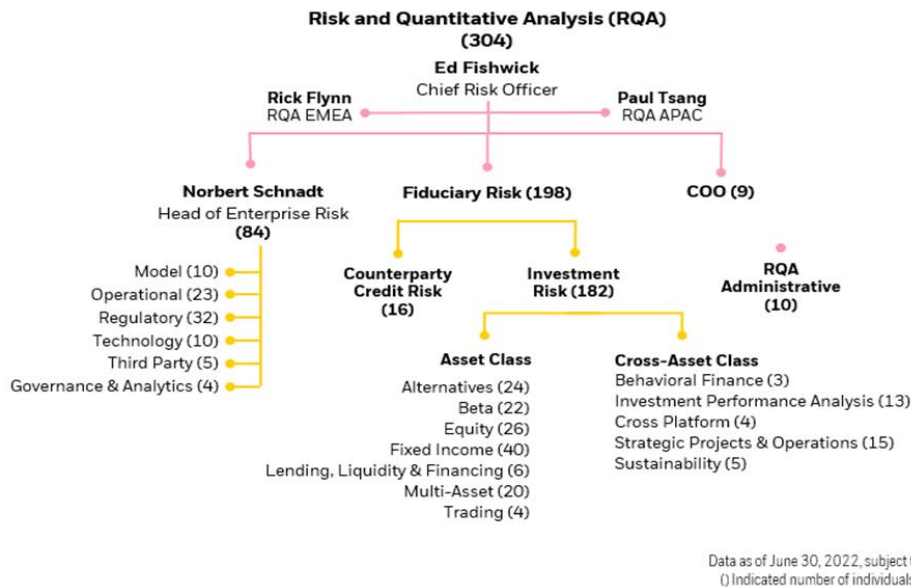 Risk and Quantitative Analysis (RQA)
(304)
Ed Fishwick
Chief Risk Officer
Rick Flynn
RQA EMEA
Paul Tsang
RQA APAC
Norbert Schnadt
Head of Enterprise Risk
(84)
Fiduciary Risk (198)
COO (9)
Model (10)
Operational (23)
Regulatory (32)
Technology (10)
Third Party (5)
Governance & Analytics (4)
Counterparty
Credit Risk
(16)
Investment
Risk (182)
RQA
Administrative
(10)
Asset Class
Alternatives (24)
Beta (22)
Equity (26)
Fixed Income (40)
Lending, Liquidity & Financing (6)
Multi-Asset (20)
Trading (4)
Cross-Asset Class
Behavioral Finance (3)
Investment Performance Analysis (13)
Cross Platform (4)
Strategic Projects & Operations (15)
Sustainability (5)
Data as of June 30, 2022, subject
() Indicated number of individuals